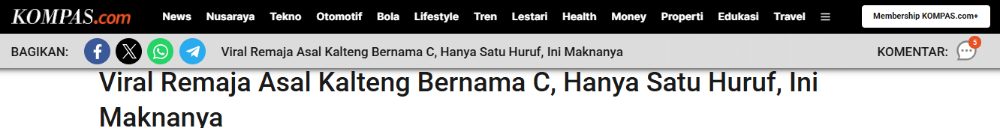 KOMPAS.com News Nusaraya Tekno Otomotif Bola Lifestyle Tren Lestari Health Money Properti Edukasi Travel Membership KOMPAS.com+
BAGIKAN: Viral Remaja Asal Kalteng Bernama C, Hanya Satu Huruf, Ini Maknanya KOMENTAR: 5
Viral Remaja Asal Kalteng Bernama C, Hanya Satu Huruf, Ini
Maknanya